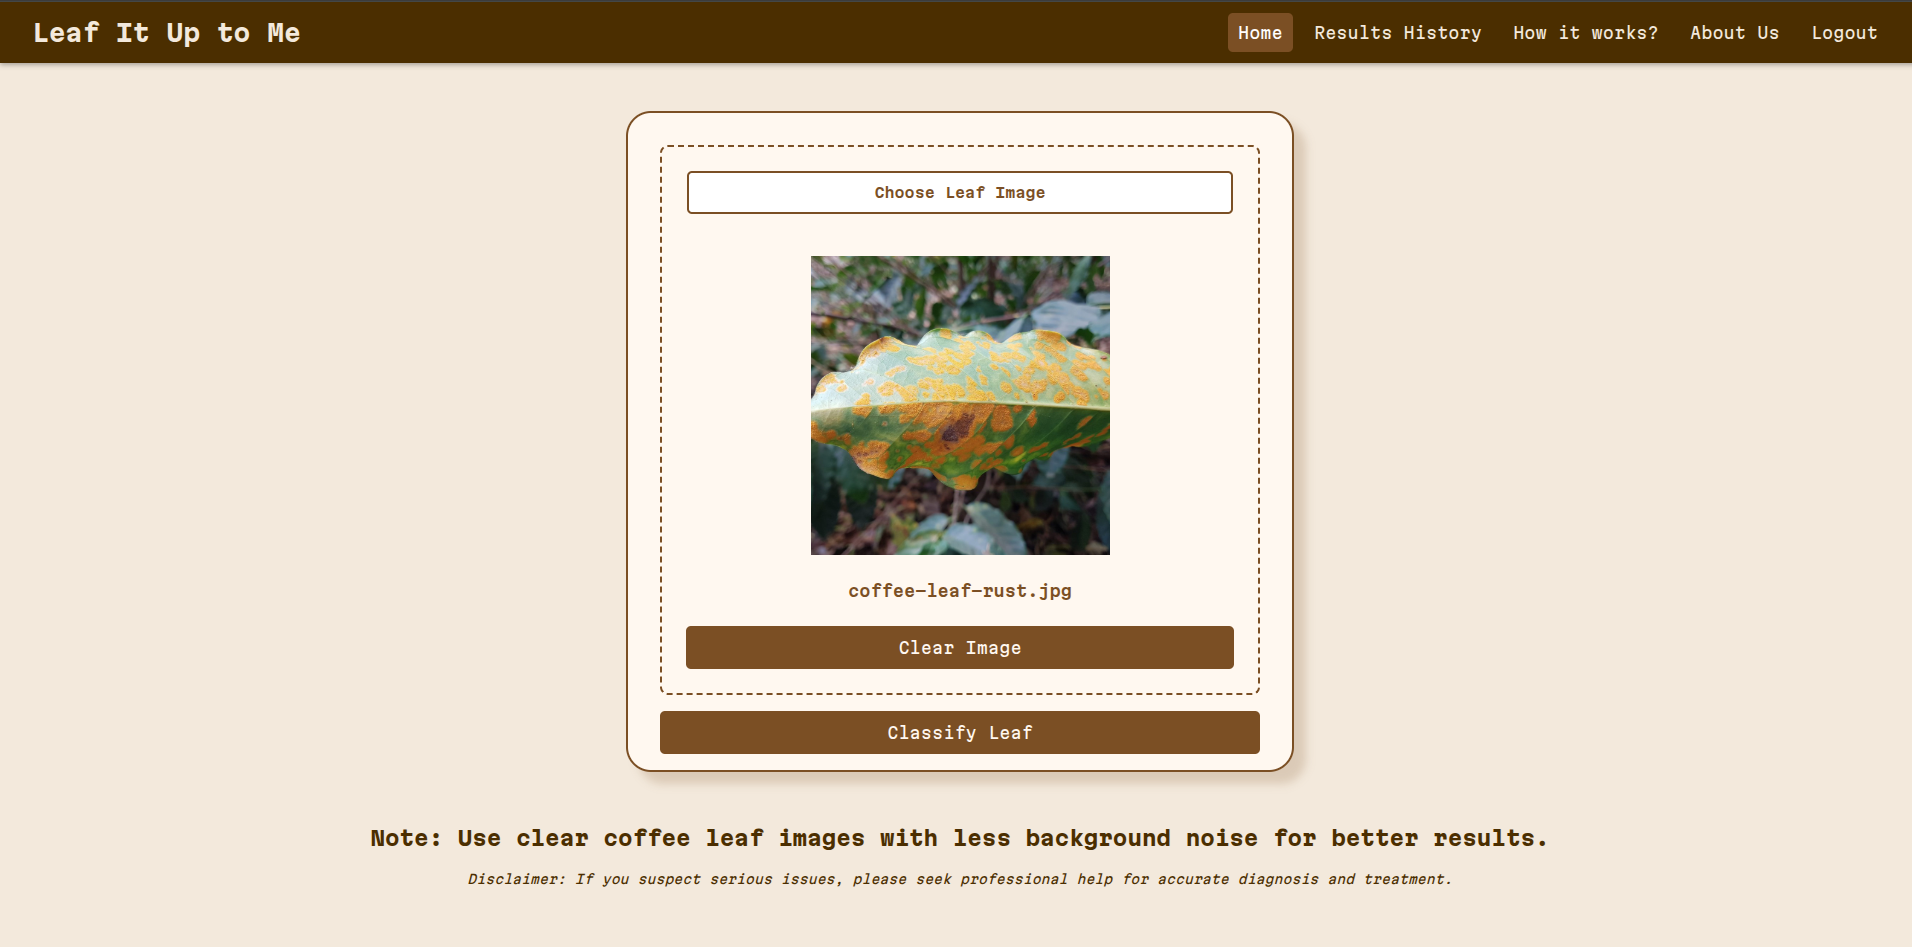 Leaf It Up to Me
Home Results History How it works? About Us Logout
Choose Leaf Image
coffee-leaf-rust.jpg
Clear Image
Classify Leaf
Note: Use clear coffee leaf images with less background noise for better results.
Disclaimer: If you suspect serious issues, please seek professional help for accurate diagnosis and treatment.